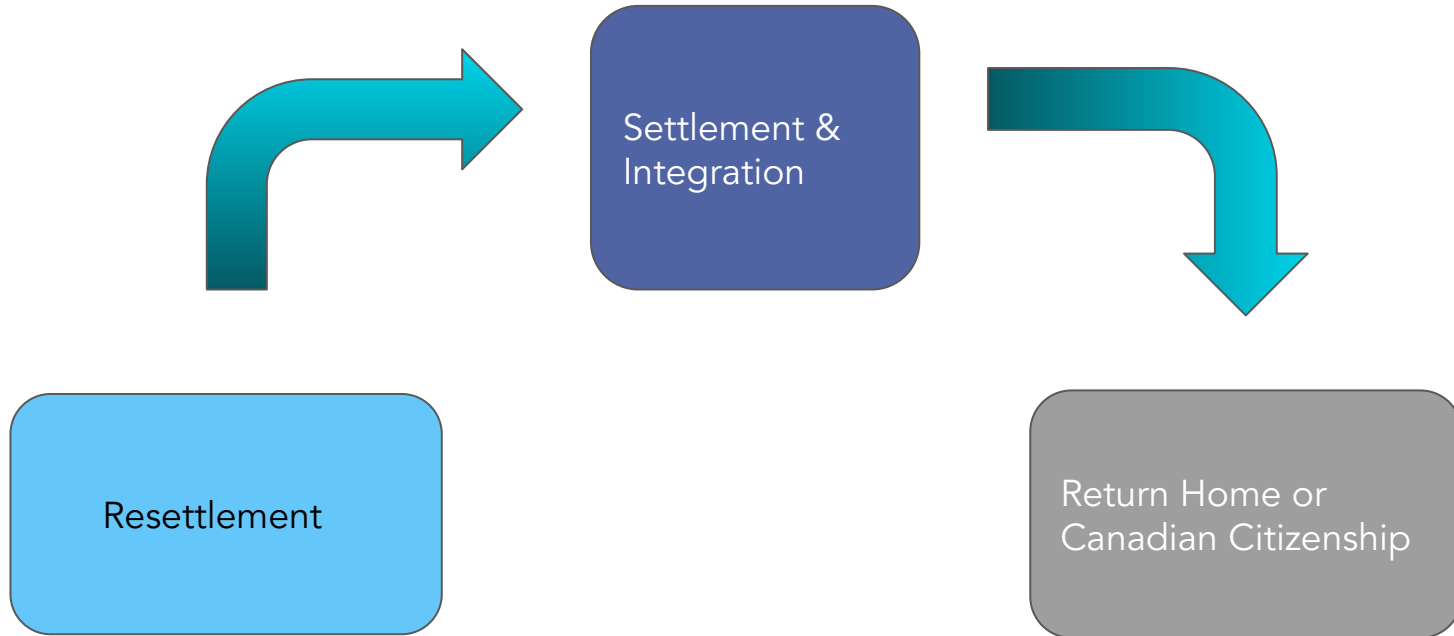 Settlement &
Integration
Resettlement
Return Home or
Canadian Citizenship